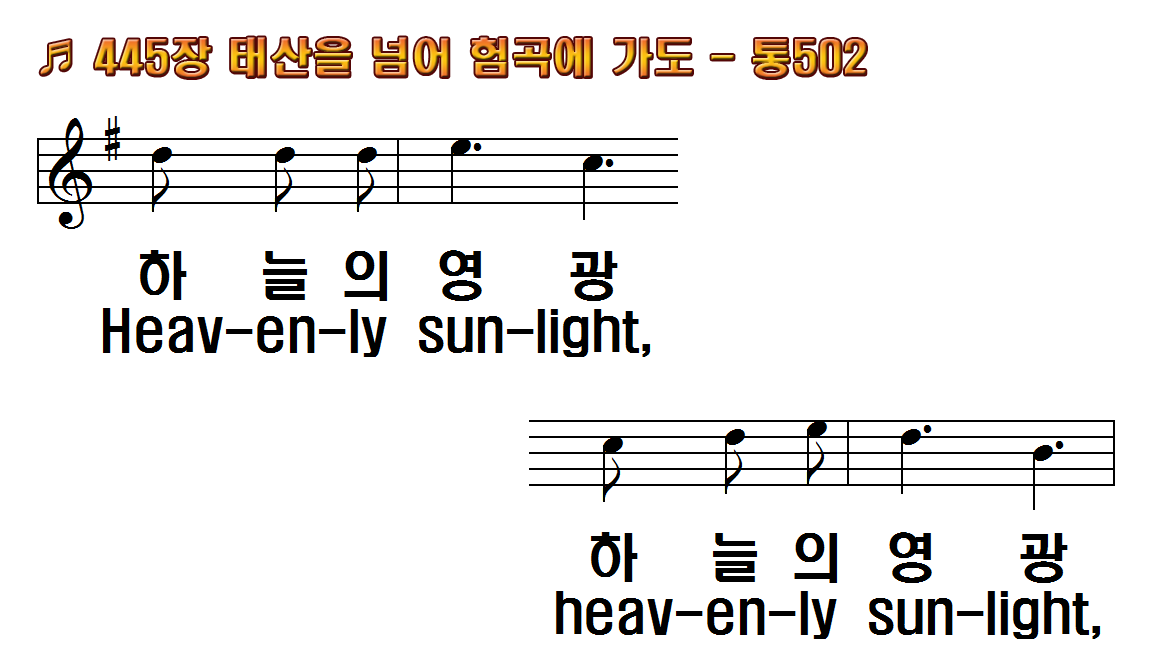 ♬ 445장 태산을 넘어 험곡에 가도 - 통502
하 늘 의 영 광
Heav-en-ly sun-light,
하 늘 의 영 광
heav-en-ly sun-light,